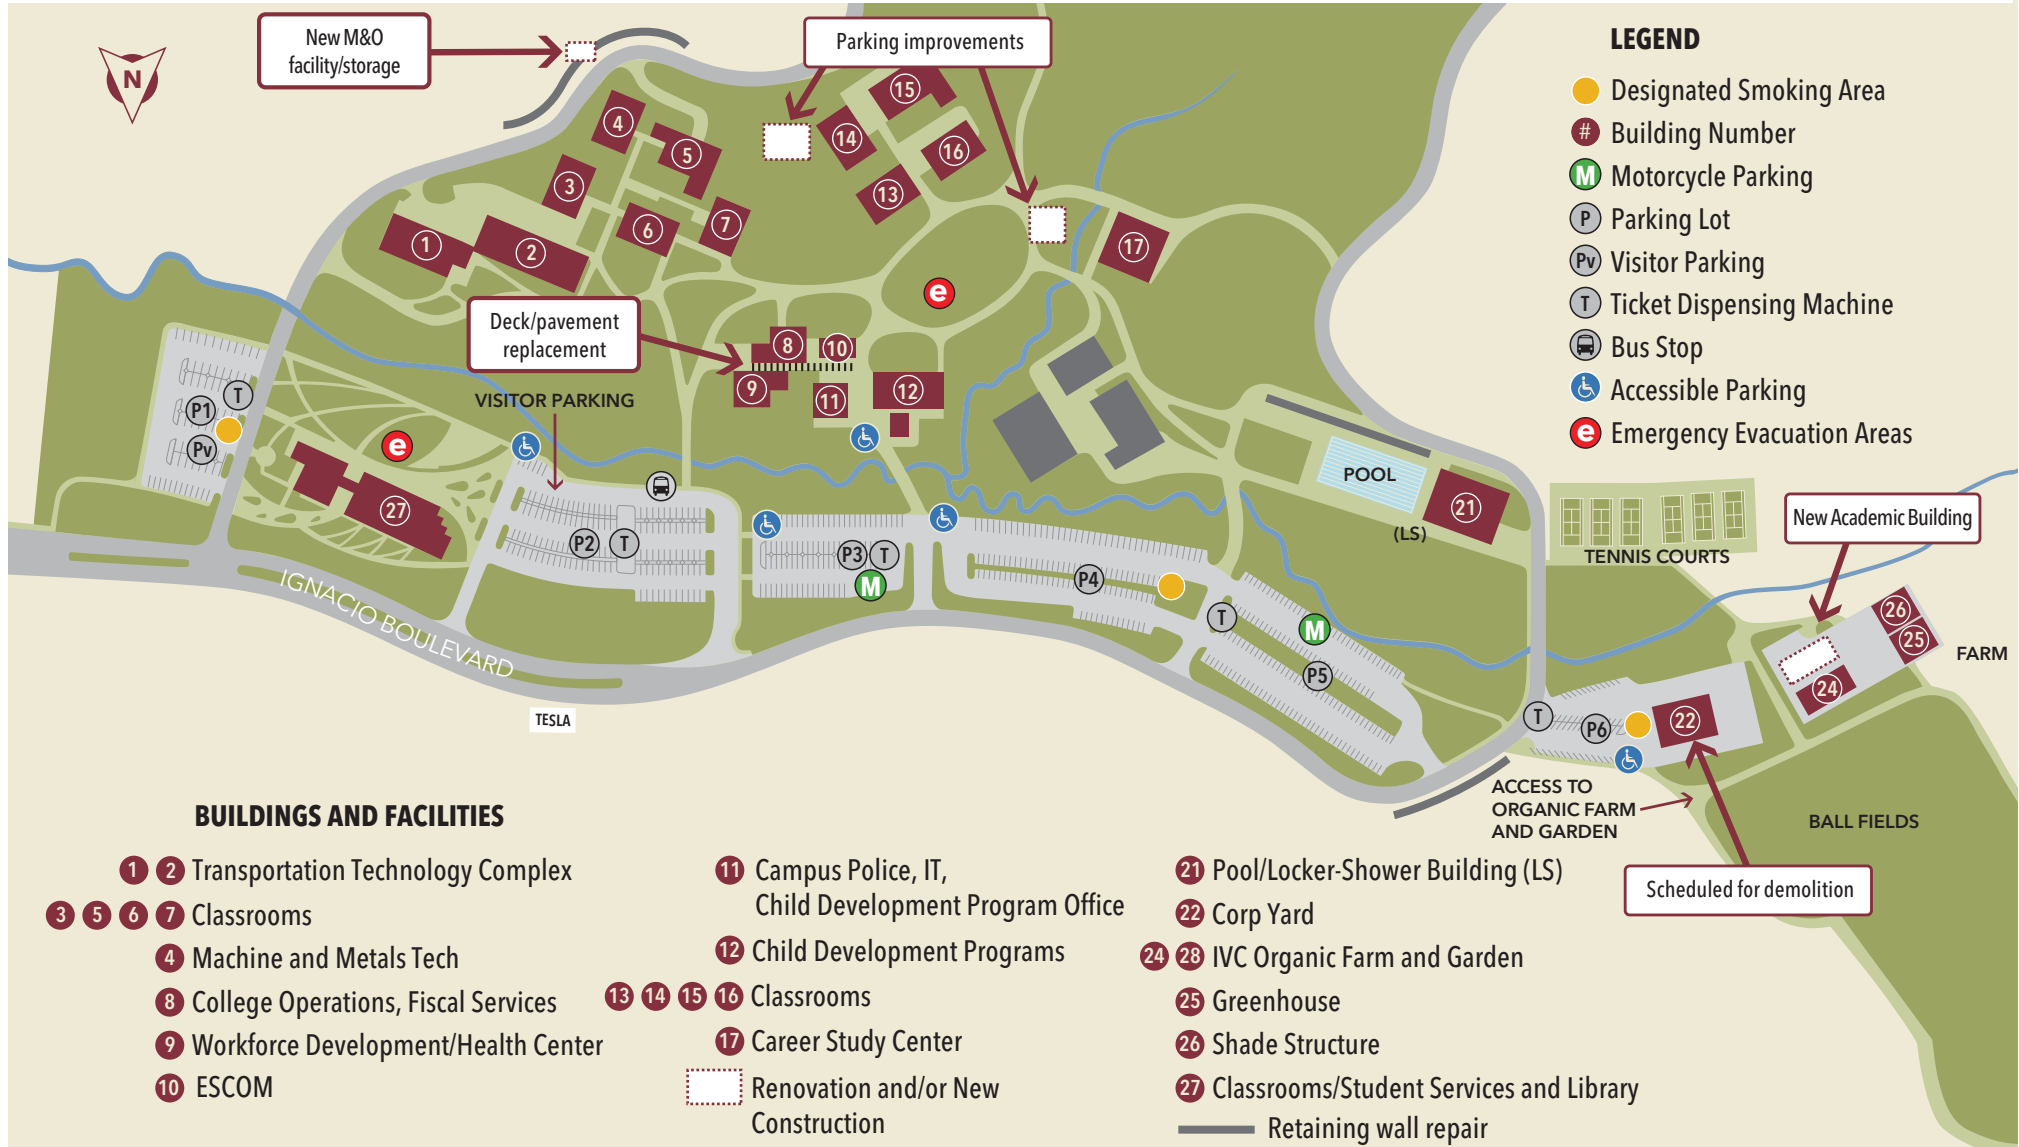 N
New M&O
facility/storage
Parking improvements
LEGEND
Designated Smoking Area
# Building Number
M Motorcycle Parking
P Parking Lot
Pv Visitor Parking
T Ticket Dispensing Machine
Bus Stop
Accessible Parking
e Emergency Evacuation Areas
15
4
14
5
16
3
13
7
6
1
2
17
e
Deck/pavement
replacement
8
10
9
11
12
VISITOR PARKING
T
P1
Pv
e
27
P2
T
P3
T
M
P4
T
M
P5
POOL
21
(LS)
TENNIS COURTS
New Academic Building
26
25
24
FARM
T
P6
22
IGNACIO BOULEVARD
TESLA
ACCESS TO
ORGANIC FARM
AND GARDEN
BALL FIELDS
Scheduled for demolition
BUILDINGS AND FACILITIES
1 2 Transportation Technology Complex
3 5 6 7 Classrooms
4 Machine and Metals Tech
8 College Operations, Fiscal Services
9 Workforce Development/Health Center
10 ESCOM
11 Campus Police, IT,
Child Development Program Office
12 Child Development Programs
13 14 15 16 Classrooms
17 Career Study Center
Renovation and/or New
Construction
21 Pool/Locker-Shower Building (LS)
22 Corp Yard
24 28 IVC Organic Farm and Garden
25 Greenhouse
26 Shade Structure
27 Classrooms/Student Services and Library
Retaining wall repair